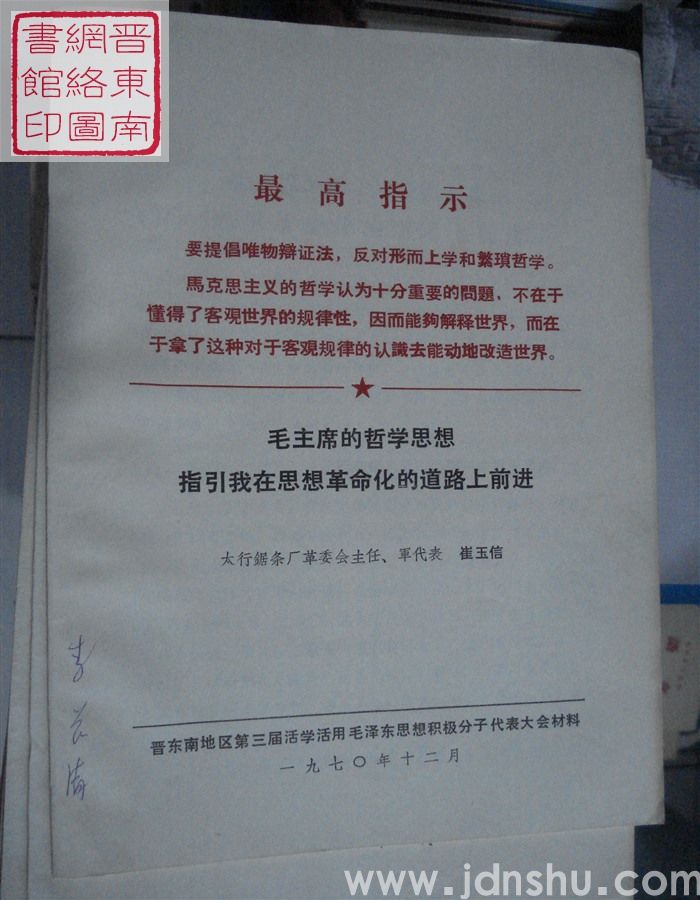 晋東南
網絡圖
書館印
最高指示
要提倡唯物辩证法，反对形而上学和繁瑣哲学。
馬克思主义的哲学认为十分重要的問題，不在于
懂得了客观世界的规律性，因而能夠解释世界，而在
于拿了这种对于客观规律的认識去能动地改造世界。
毛主席的哲学思想
指引我在思想革命化的道路上前进
太行鋸条厂革委会主任、軍代表 崔玉信
晋东南地区第三届活学活用毛泽东思想积极分子代表大会材料
一九七〇年十二月
www.jdnshu.com